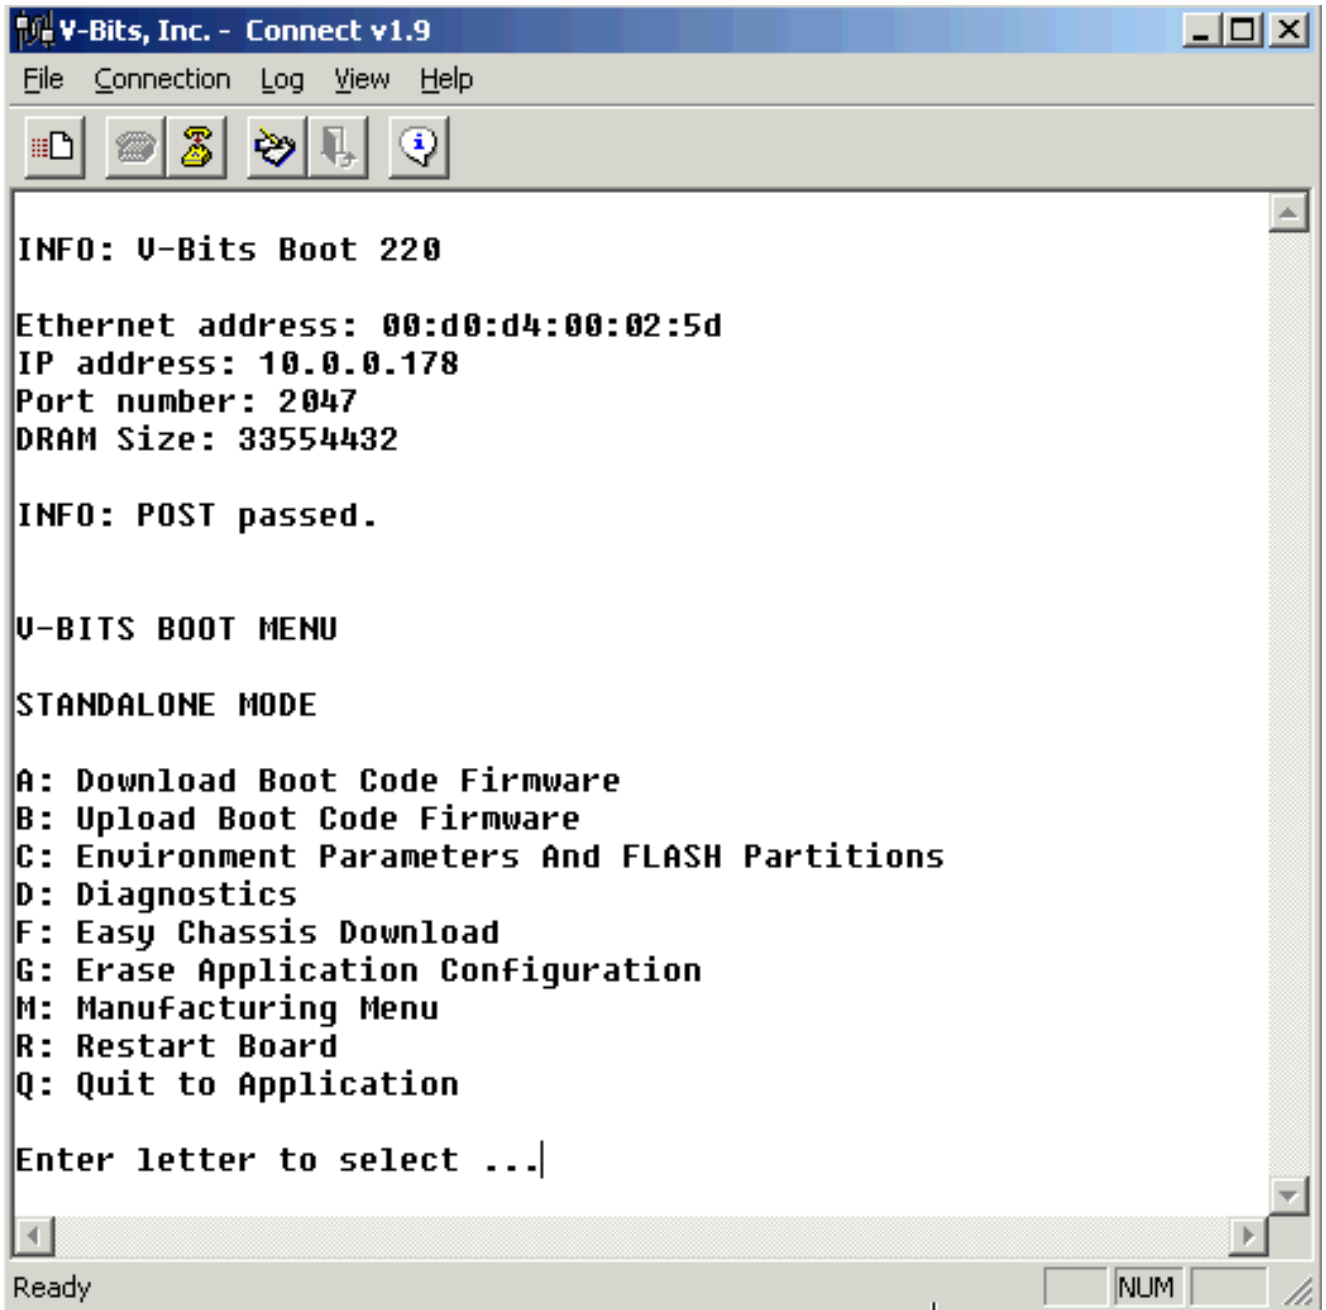 V-Bits, Inc. - Connect v1.9
File Connection Log View Help
INFO: V-Bits Boot 220
Ethernet address: 00:d0:d4:00:02:5d
IP address: 10.0.0.178
Port number: 2047
DRAM Size: 33554432
INFO: POST passed.
V-BITS BOOT MENU
STANDALONE MODE
A: Download Boot Code Firmware
B: Upload Boot Code Firmware
C: Environment Parameters And FLASH Partitions
D: Diagnostics
F: Easy Chassis Download
G: Erase Application Configuration
M: Manufacturing Menu
R: Restart Board
Q: Quit to Application
Enter letter to select ...
Ready NUM